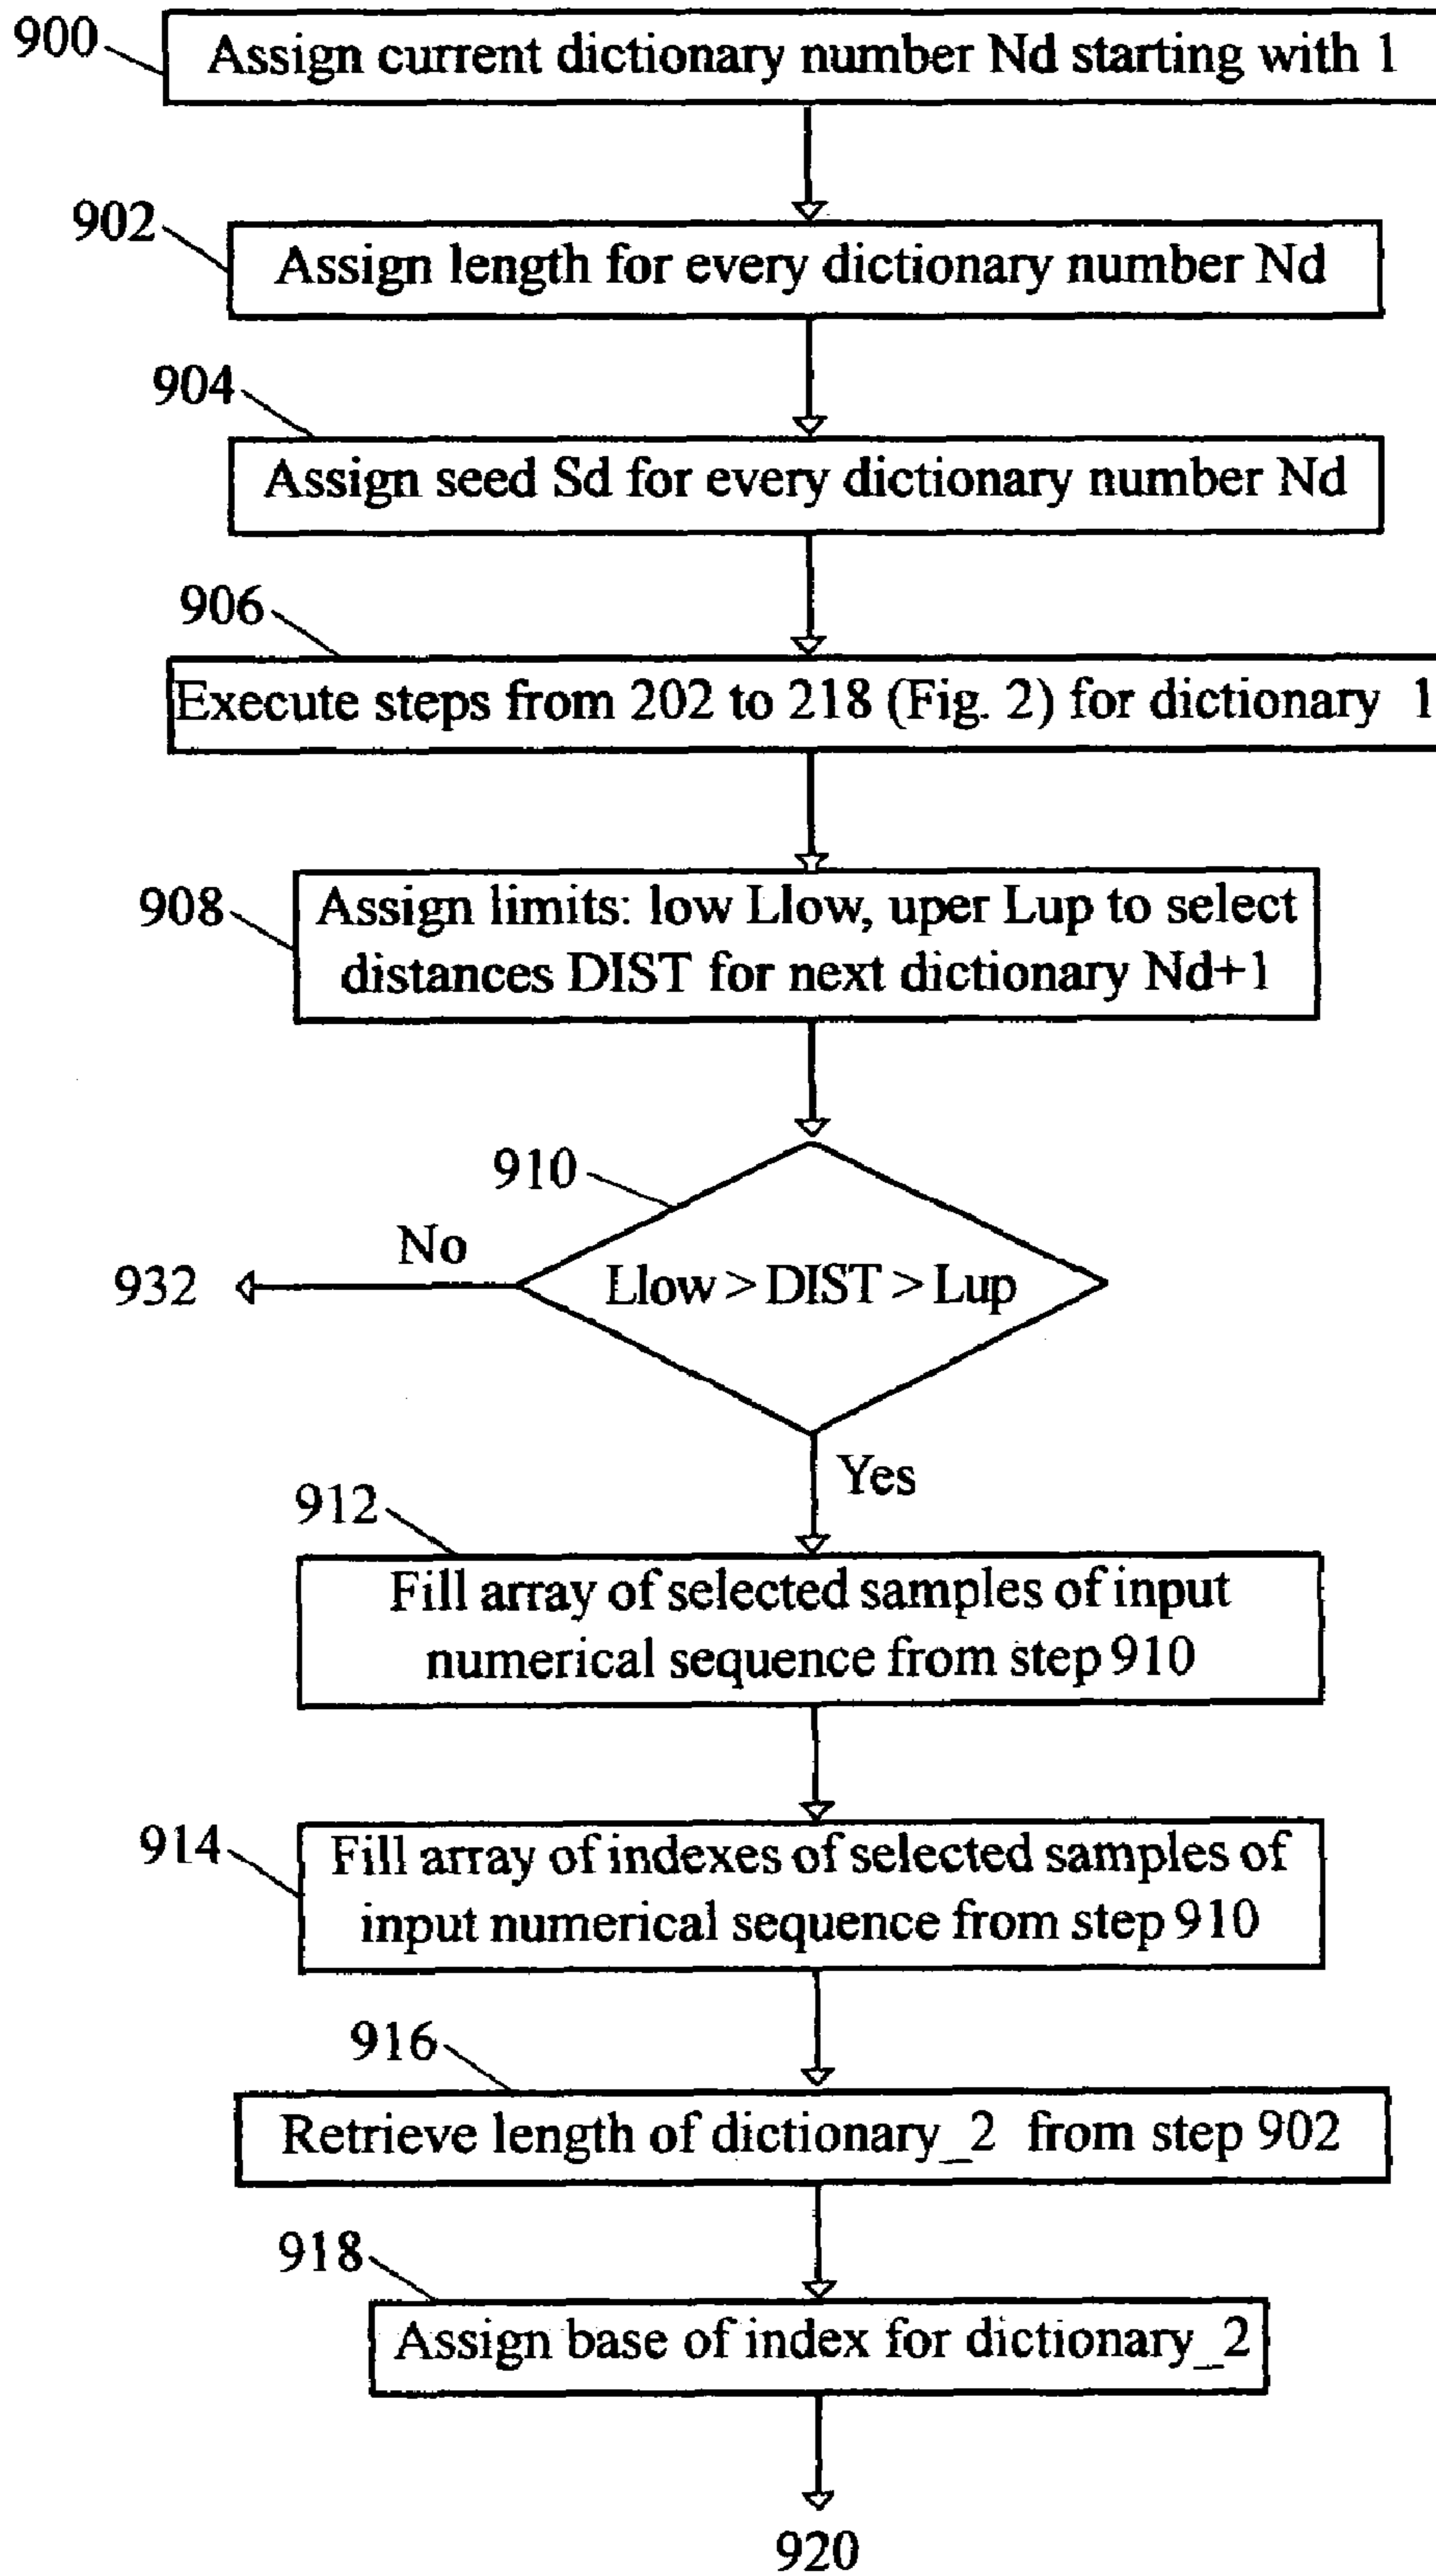 900
Assign current dictionary number Nd starting with 1
902
Assign length for every dictionary number Nd
904
Assign seed Sd for every dictionary number Nd
906
Execute steps from 202 to 218 (Fig. 2) for dictionary 1
908
Assign limits: low Llow, uper Lup to select
distances DIST for next dictionary Nd+1
910
No
932
Llow > DIST > Lup
Yes
912
Fill array of selected samples of input
numerical sequence from step 910
914
Fill array of indexes of selected samples of
input numerical sequence from step 910
916
Retrieve length of dictionary_2 from step 902
918
Assign base of index for dictionary_2
920